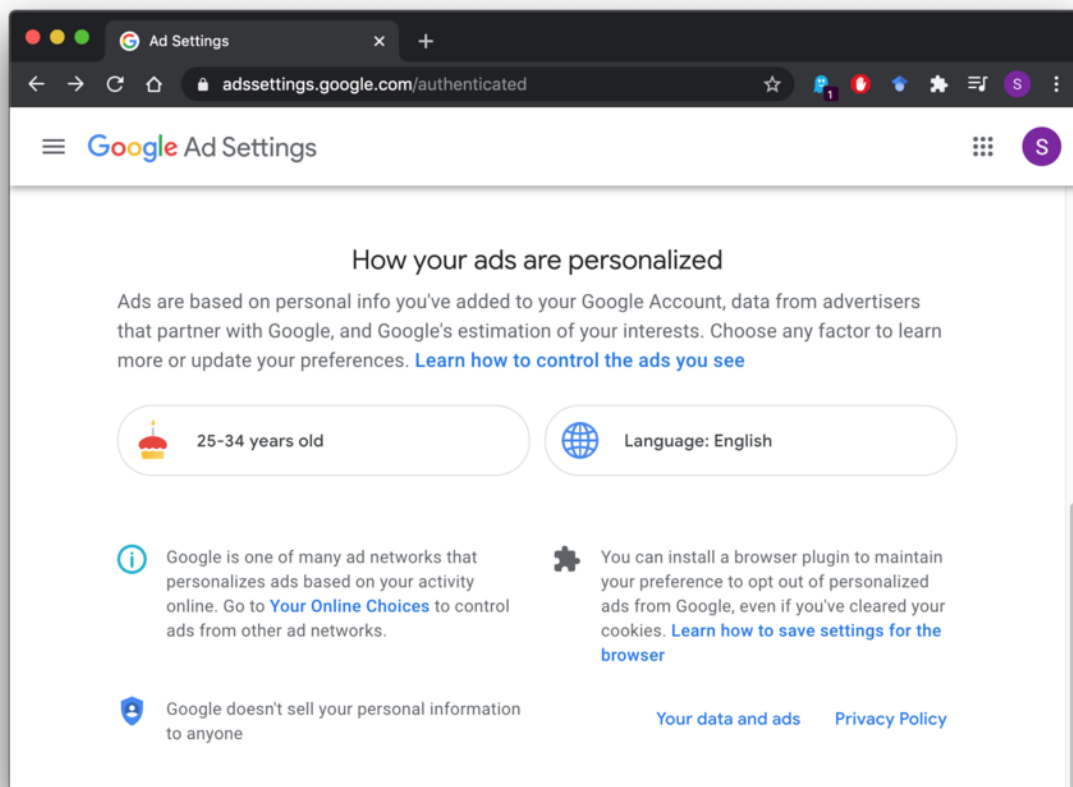 Ad Settings
adssettings.google.com/authenticated
1
S
Google Ad Settings
S
How your ads are personalized
Ads are based on personal info you've added to your Google Account, data from advertisers
that partner with Google, and Google's estimation of your interests. Choose any factor to learn
more or update your preferences. Learn how to control the ads you see
25-34 years old
Language: English
Google is one of many ad networks that
personalizes ads based on your activity
online. Go to Your Online Choices to control
ads from other ad networks.
You can install a browser plugin to maintain
your preference to opt out of personalized
ads from Google, even if you've cleared your
cookies. Learn how to save settings for the
browser
Google doesn't sell your personal information
to anyone
Your data and ads
Privacy Policy